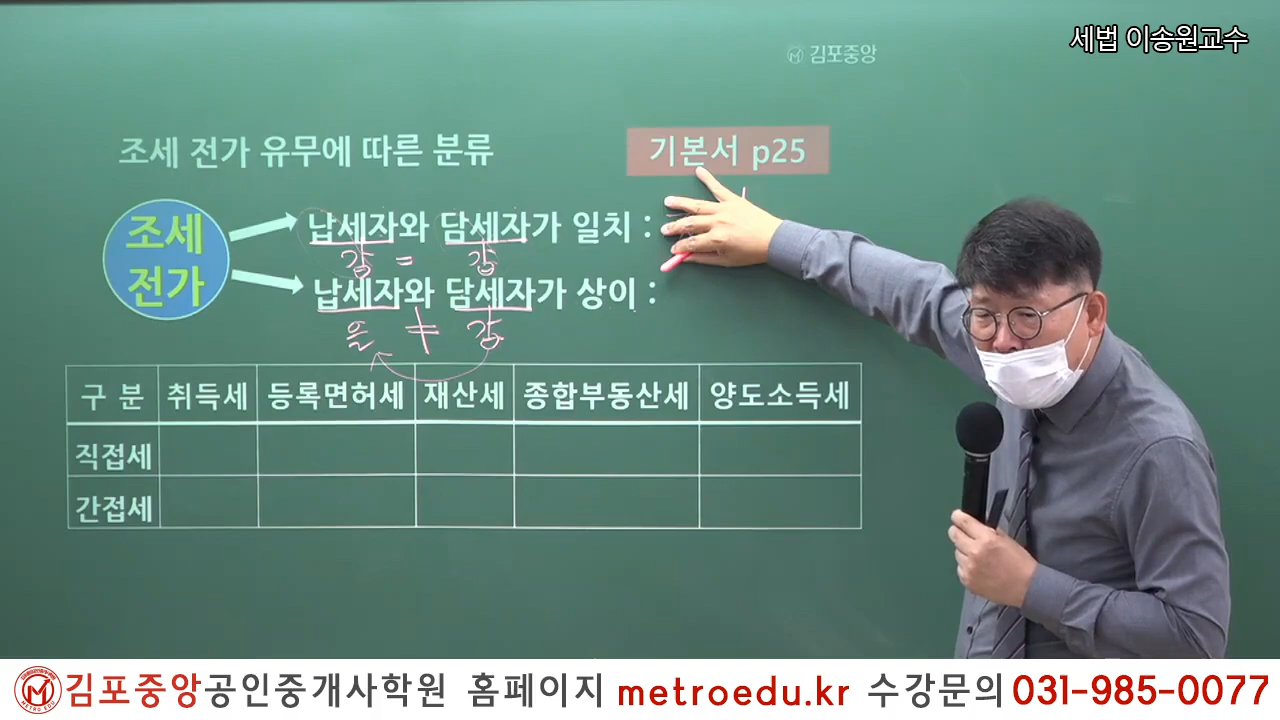 세법 이송원교수
김포중앙
조세 전가 유무에 따른 분류
기본서 p25
조세 전가
납세자와 담세자가 일치 :
갑 = 갑
납세자와 담세자가 상이 :
을 ≠ 갑
구 분 취득세 등록면허세 재산세 종합부동산세 양도소득세
직접세
간접세
METRO EDU
김포중앙공인중개사학원 홈페이지 metroedu.kr 수강문의 031-985-0077